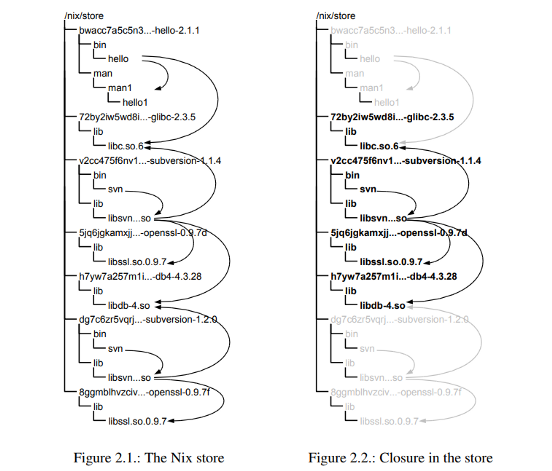 /nix/store
bwacc7a5c5n3...-hello-2.1.1
bin
hello
man
man1
hello1
72by2iw5wd8i...-glibc-2.3.5
lib
libc.so.6
v2cc475f6nv1...-subversion-1.1.4
bin
svn
lib
libsvn...so
5jq6jgkamxjj...-openssl-0.9.7d
lib
libssl.so.0.9.7
h7yw7a257m1i...-db4-4.3.28
lib
libdb-4.so
dg7c6zr5vqrj...-subversion-1.2.0
bin
svn
lib
libsvn...so
8ggmblhvzciv...-openssl-0.9.7f
lib
libssl.so.0.9.7
Figure 2.1.: The Nix store
/nix/store
bwacc7a5c5n3...-hello-2.1.1
bin
hello
man
man1
hello1
72by2iw5wd8i...-glibc-2.3.5
lib
libc.so.6
v2cc475f6nv1...-subversion-1.1.4
bin
svn
lib
libsvn...so
5jq6jgkamxjj...-openssl-0.9.7d
lib
libssl.so.0.9.7
h7yw7a257m1i...-db4-4.3.28
lib
libdb-4.so
dg7c6zr5vqrj...-subversion-1.2.0
bin
svn
lib
libsvn...so
8ggmblhvzciv...-openssl-0.9.7f
lib
libssl.so.0.9.7
Figure 2.2.: Closure in the store